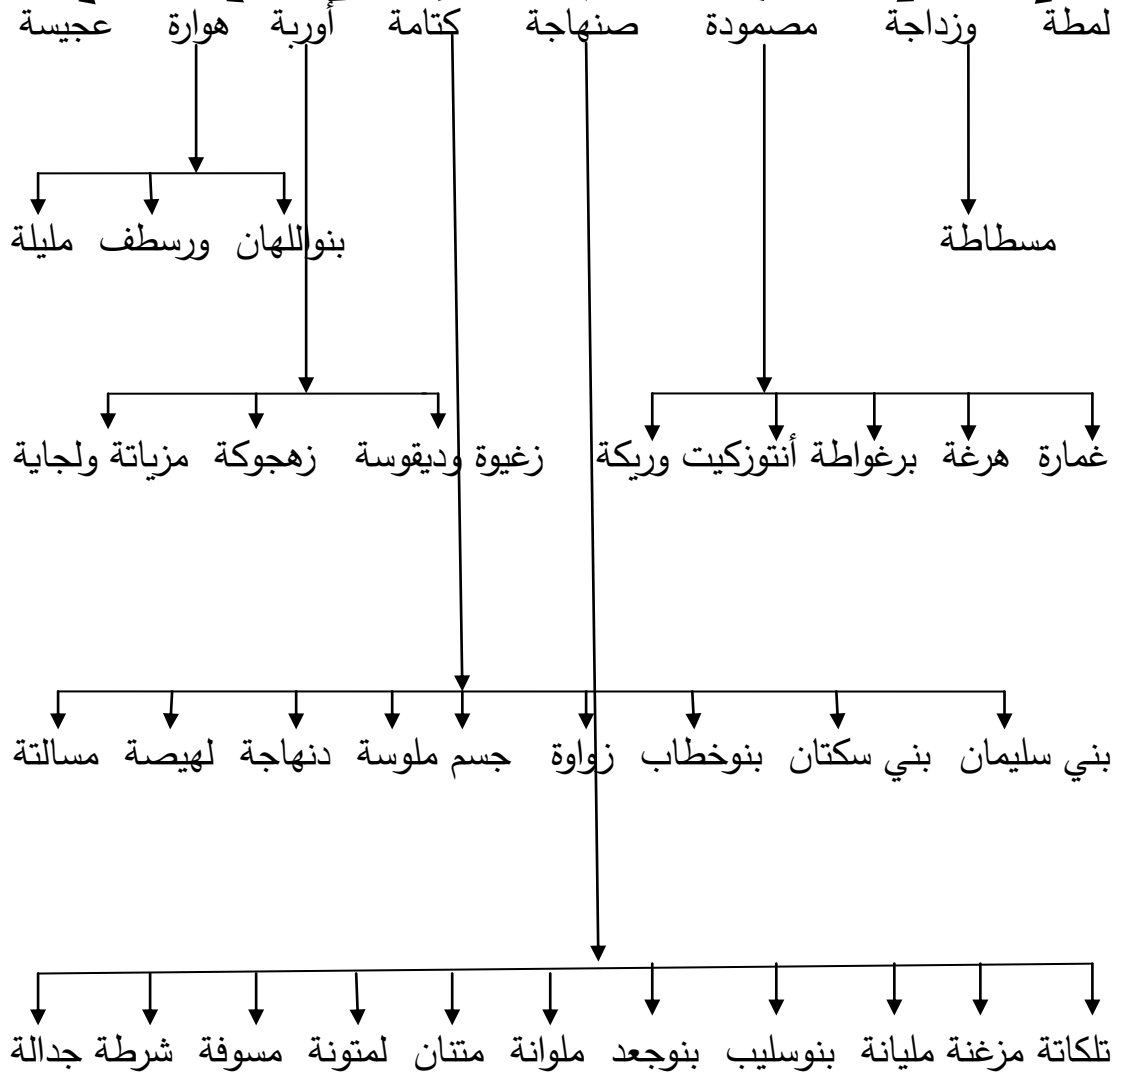 لمطة وزداجة مصمودة صنهاجة كتامة أوربة هوارة عجيسة
بنواللهان ورسطف مليلة
مسطاطة
غمارة هرغة برغواطة أنتوزكيت وريكة
زغيوة وديقوسة زهجوكة مزياتة ولجاية
بني سليمان بني سكتان بنوخطاب زواوة جسم ملوسة دنهاجة لهيصة مسالتة
تلكاتة مزغنة مليانة بنوسليب بنوجعد ملوانة متنان لمتونة مسوفة شرطة جدالة